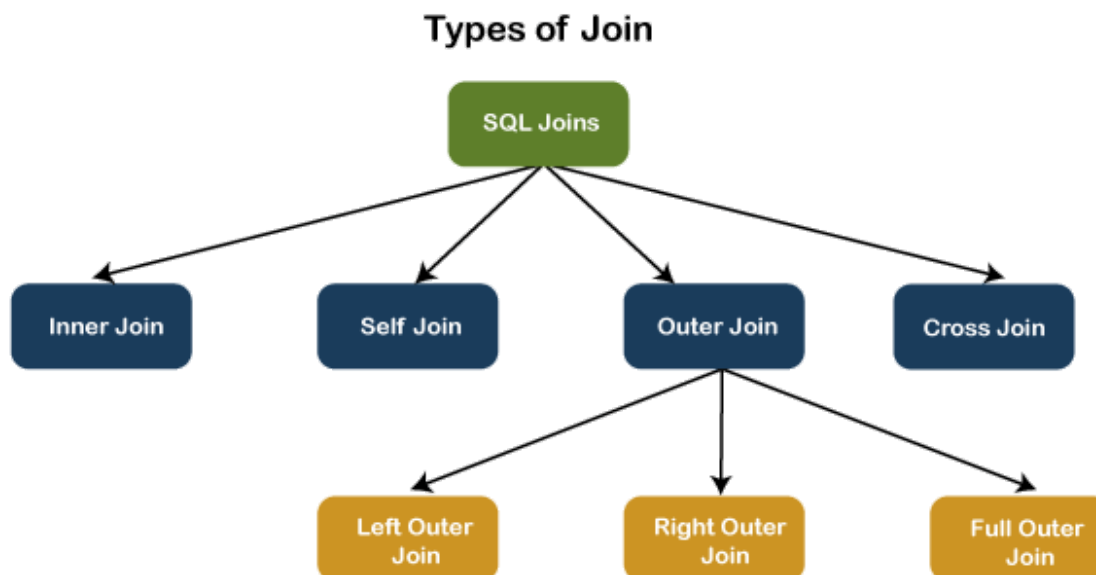 Types of Join
SQL Joins
Inner Join
Self Join
Outer Join
Cross Join
Left Outer
Join
Right Outer
Join
Full Outer
Join